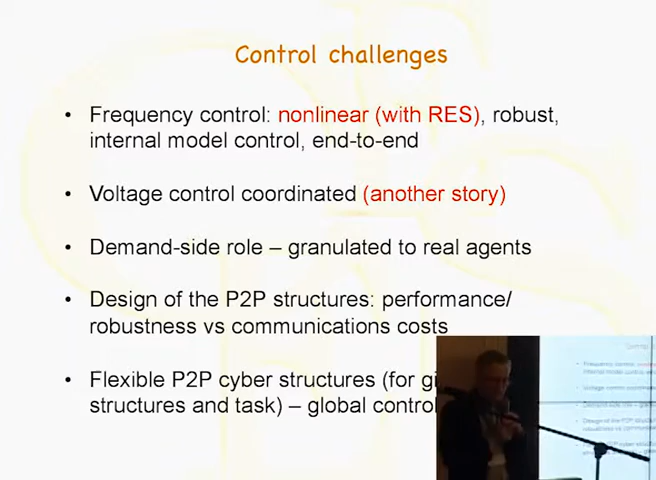 Control challenges
• Frequency control: nonlinear (with RES), robust,
internal model control, end-to-end
• Voltage control coordinated (another story)
• Demand-side role – granulated to real agents
• Design of the P2P structures: performance/
robustness vs communications costs
• Flexible P2P cyber structures (for
structures and task) – global control